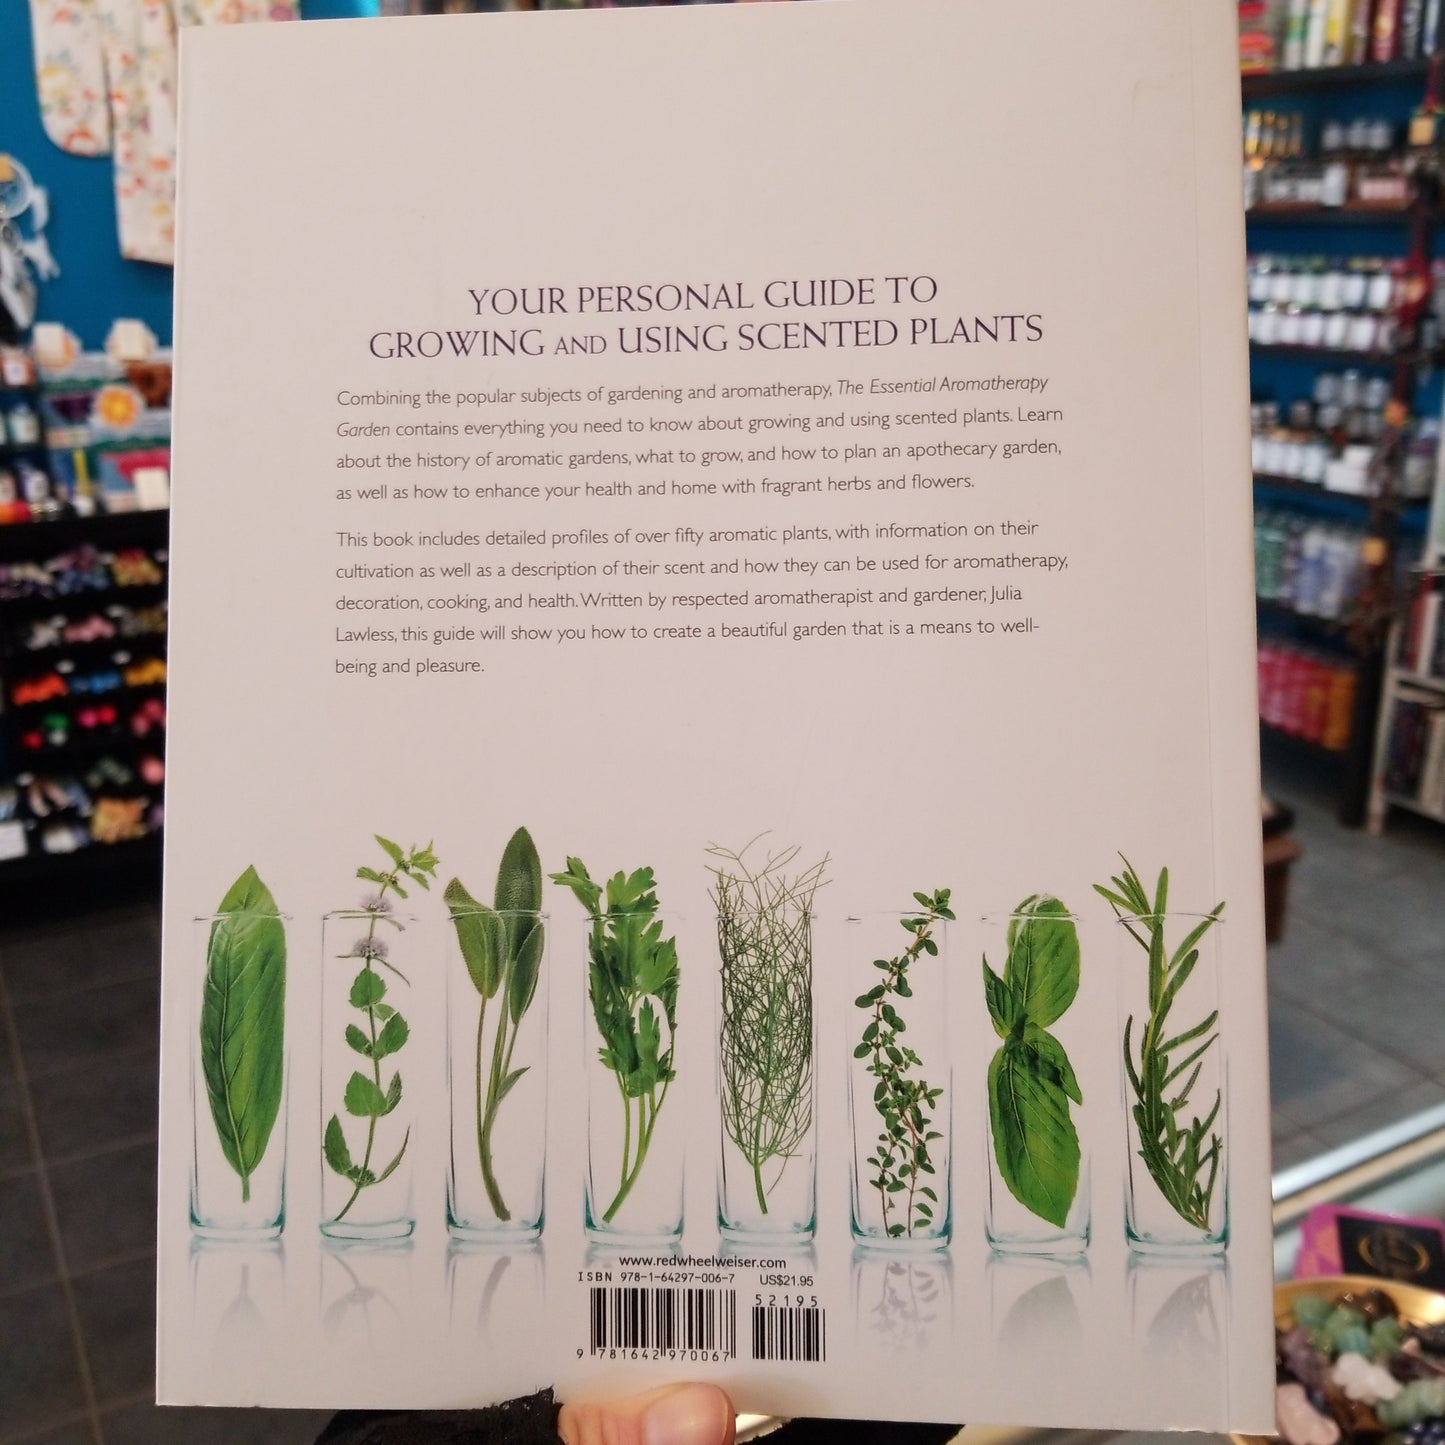 YOUR PERSONAL GUIDE TO
GROWING AND USING SCENTED PLANTS
Combining the popular subjects of gardening and aromatherapy, The Essential Aromatherapy
Garden contains everything you need to know about growing and using scented plants. Learn
about the history of aromatic gardens, what to grow, and how to plan an apothecary garden,
as well as how to enhance your health and home with fragrant herbs and flowers.
This book includes detailed profiles of over fifty aromatic plants, with information on their
cultivation as well as a description of their scent and how they can be used for aromatherapy,
decoration, cooking, and health. Written by respected aromatherapist and gardener, Julia
Lawless, this guide will show you how to create a beautiful garden that is a means to well-
being and pleasure.
www.redwheelweiser.com
ISBN 978-1-64297-006-7 US$21.95
52195
9 781642 970067